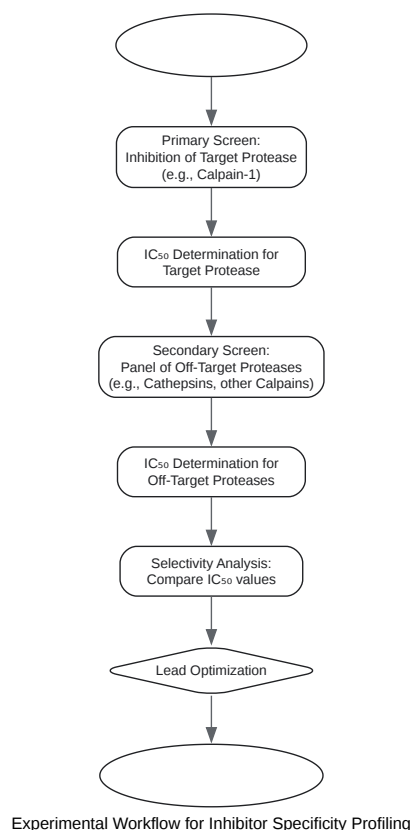 Primary Screen:
Inhibition of Target Protease
(e.g., Calpain-1)
IC₅₀ Determination for
Target Protease
Secondary Screen:
Panel of Off-Target Proteases
(e.g., Cathepsins, other Calpains)
IC₅₀ Determination for
Off-Target Proteases
Selectivity Analysis:
Compare IC₅₀ values
Lead Optimization
Experimental Workflow for Inhibitor Specificity Profiling